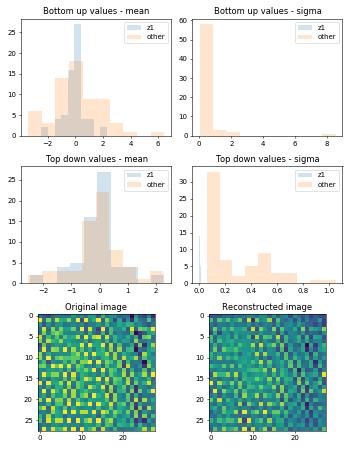 Bottom up values - mean
Bottom up values - sigma
25
20
15
10
5
0
-2 0 2 4 6
z1
other
60
50
40
30
20
10
0
0 2 4 6 8
z1
other
Top down values - mean
Top down values - sigma
25
20
15
10
5
0
-2 -1 0 1 2
z1
other
30
25
20
15
10
5
0
0.0 0.2 0.4 0.6 0.8 1.0
z1
other
Original image
Reconstructed image
0
5
10
15
20
25
0 10 20
0
5
10
15
20
25
0 10 20